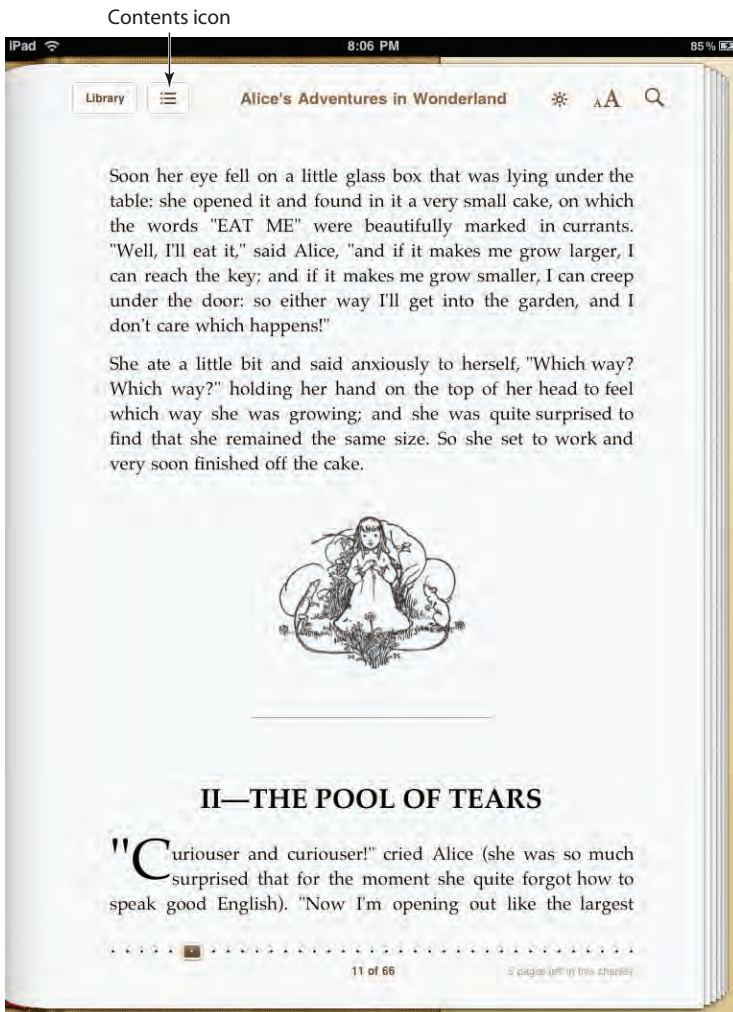 Contents icon
iPad 8:06 PM 85%
Library Alice's Adventures in Wonderland AA
Soon her eye fell on a little glass box that was lying under the
table: she opened it and found in it a very small cake, on which
the words "EAT ME" were beautifully marked in currants.
"Well, I'll eat it," said Alice, "and if it makes me grow larger, I
can reach the key; and if it makes me grow smaller, I can creep
under the door: so either way I'll get into the garden, and I
don't care which happens!"
She ate a little bit and said anxiously to herself, "Which way?
Which way?" holding her hand on the top of her head to feel
which way she was growing; and she was quite surprised to
find that she remained the same size. So she set to work and
very soon finished off the cake.
II—THE POOL OF TEARS
"Curiouser and curiouser!" cried Alice (she was so much
surprised that for the moment she quite forgot how to
speak good English). "Now I'm opening out like the largest
11 of 66 5 pages left in this chapter